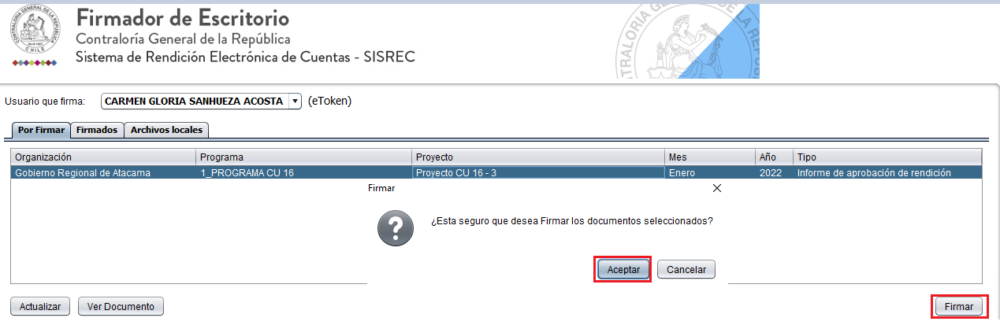 Firmador de Escritorio
Contraloría General de la República
Sistema de Rendición Electrónica de Cuentas - SISREC
Usuario que firma: CARMEN GLORIA SANHUEZA ACOSTA (eToken)
Por Firmar Firmados Archivos locales
Organización Programa Proyecto Mes Año Tipo
Gobierno Regional de Atacama 1_PROGRAMA CU 16 Proyecto CU 16 - 3 Enero 2022 Informe de aprobación de rendición
Firmar
¿Esta seguro que desea Firmar los documentos seleccionados?
Aceptar Cancelar
Actualizar Ver Documento Firmar